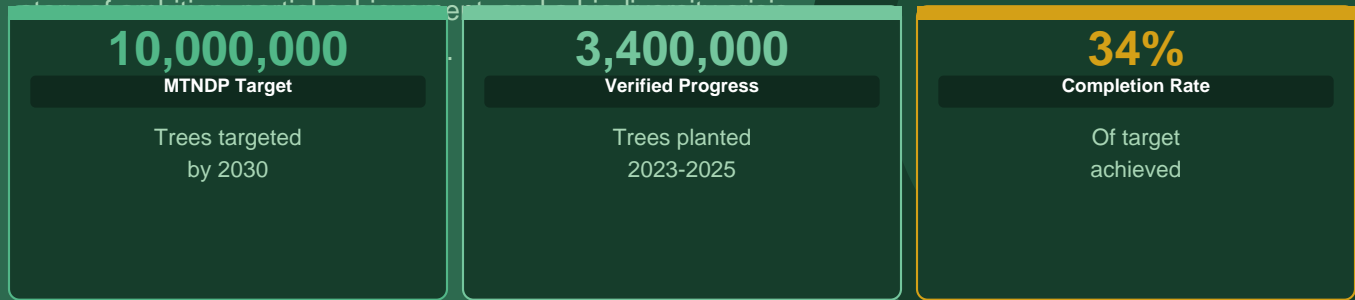 10,000,000
MTNDP Target
Trees targeted
by 2030
3,400,000
Verified Progress
Trees planted
2023-2025
34%
Completion Rate
Of target
achieved